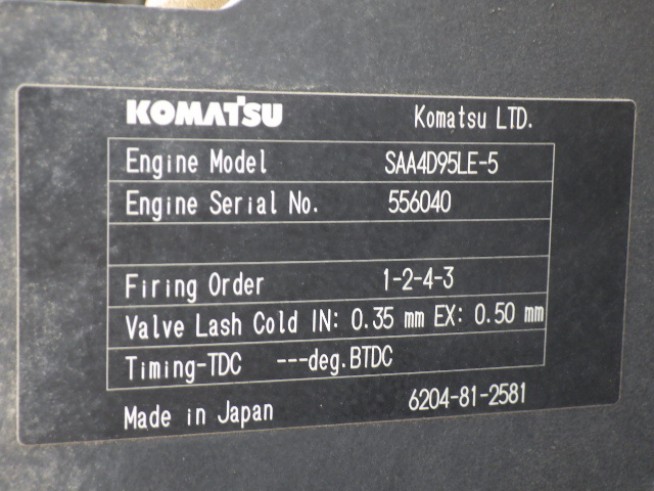 KOMATSU Komatsu LTD.
Engine Model SAA4D95LE-5
Engine Serial No. 556040
Firing Order 1-2-4-3
Valve Lash Cold IN: 0.35 mm EX: 0.50 mm
Timing-TDC ---deg.BTDC
Made in Japan 6204-81-2581